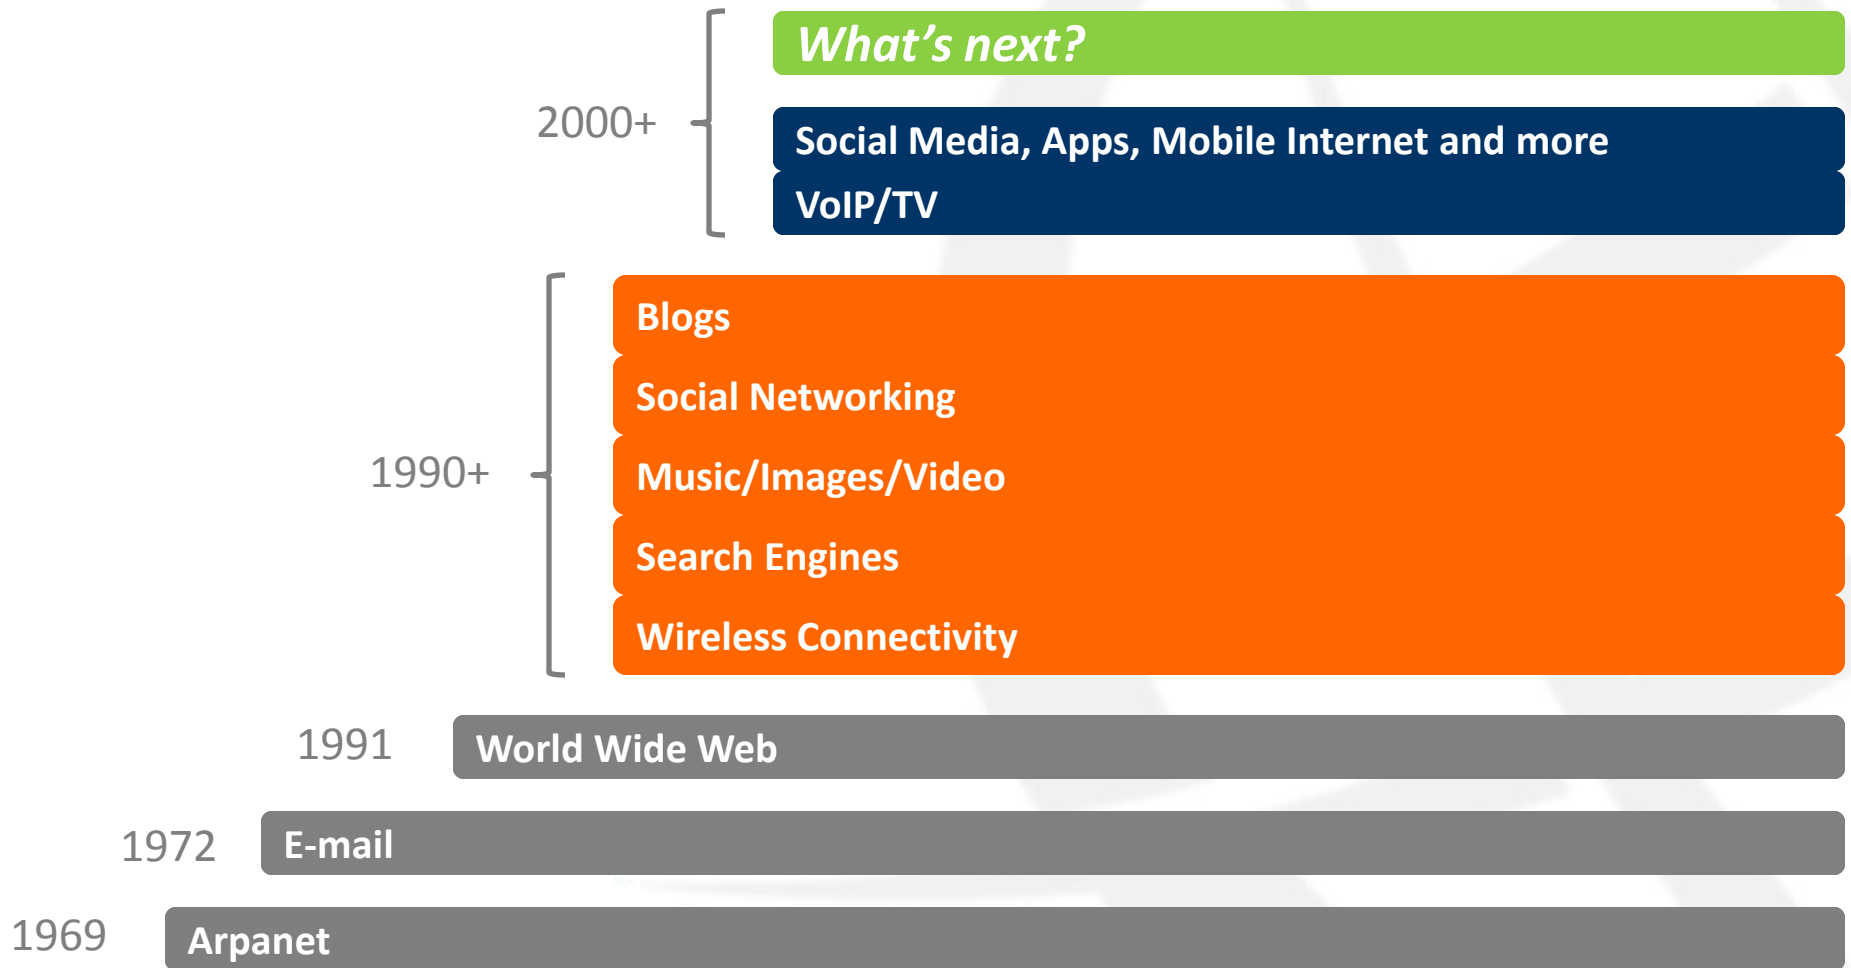 What's next?
2000+
Social Media, Apps, Mobile Internet and more
VoIP/TV
Blogs
Social Networking
1990+
Music/Images/Video
Search Engines
Wireless Connectivity
1991
World Wide Web
1972
E-mail
1969
Arpanet